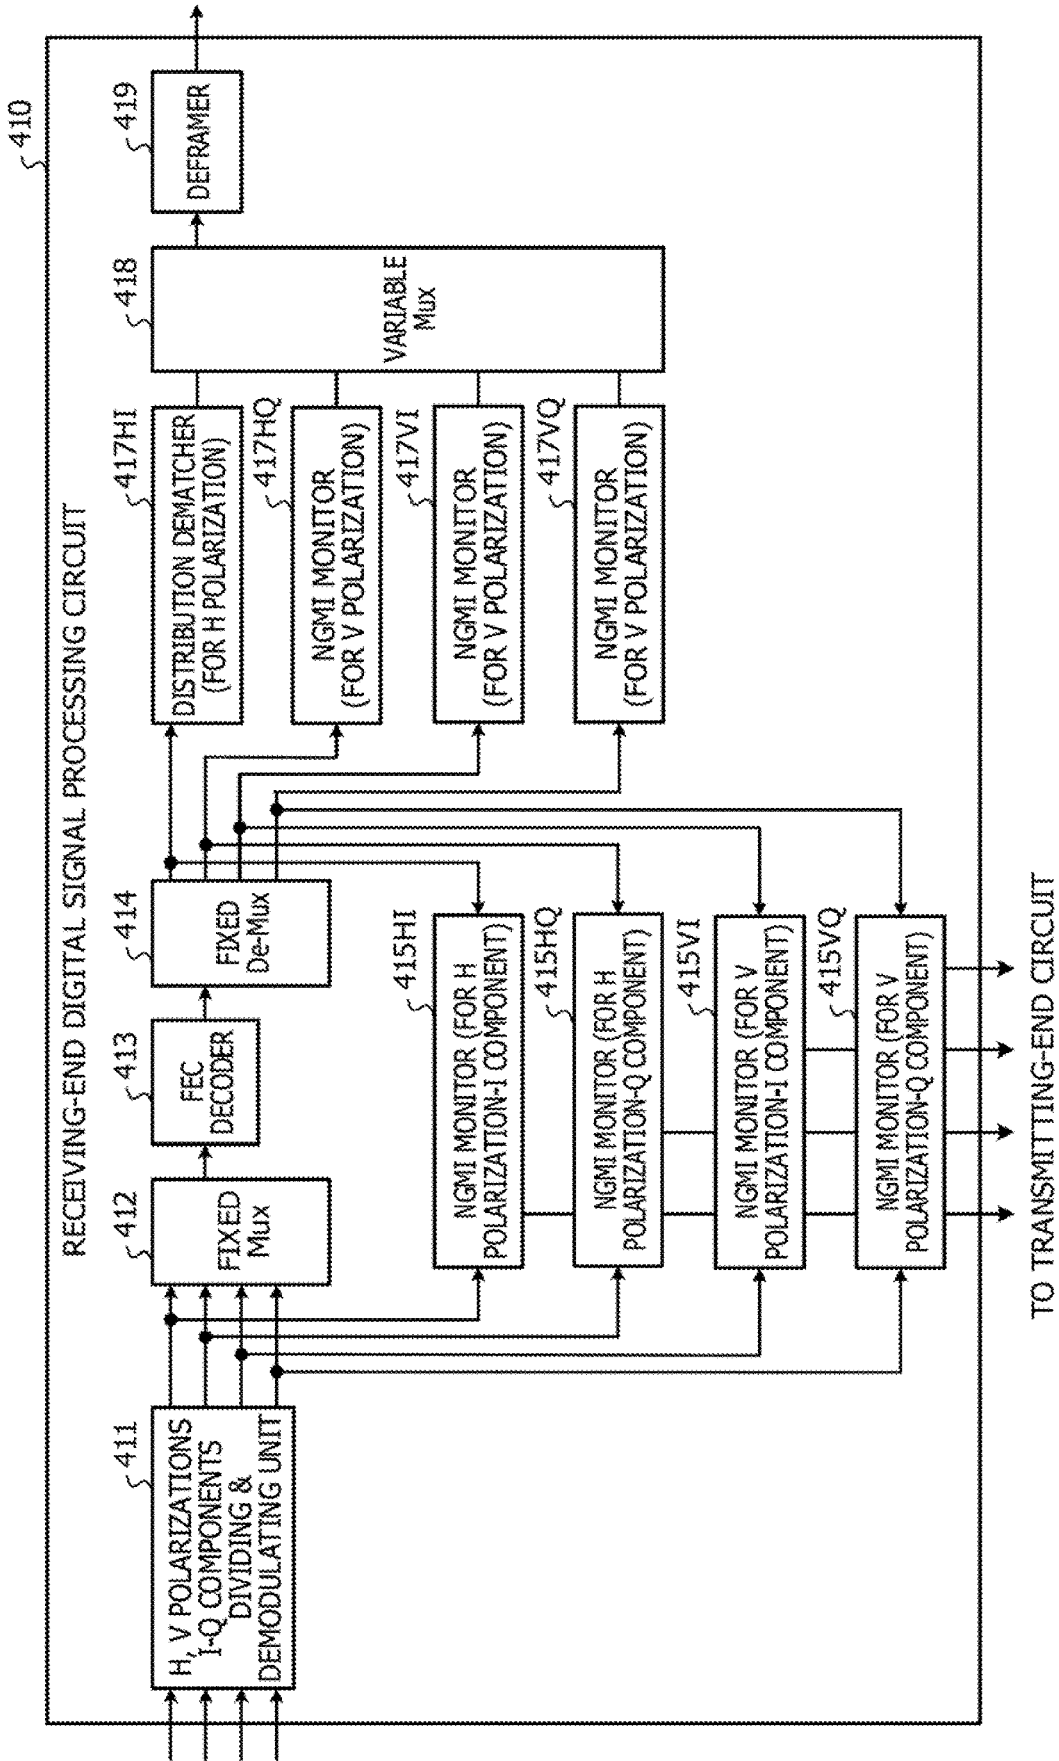 410
RECEIVING-END DIGITAL SIGNAL PROCESSING CIRCUIT
411
H, V POLARIZATIONS
I-Q COMPONENTS
DIVIDING &
DEMODULATING UNIT
412
FIXED
Mux
413
FEC
DECODER
414
FIXED
De-Mux
417HI
DISTRIBUTION DEMATCHER
(FOR H POLARIZATION)
417HQ
NGMI MONITOR
(FOR V POLARIZATION)
417VI
NGMI MONITOR
(FOR V POLARIZATION)
417VQ
NGMI MONITOR
(FOR V POLARIZATION)
418
VARIABLE
Mux
419
DEFRAMER
415HI
NGMI MONITOR (FOR H
POLARIZATION-I COMPONENT)
415HQ
NGMI MONITOR (FOR H
POLARIZATION-Q COMPONENT)
415VI
NGMI MONITOR (FOR V
POLARIZATION-I COMPONENT)
415VQ
NGMI MONITOR (FOR V
POLARIZATION-Q COMPONENT)
TO TRANSMITTING-END CIRCUIT